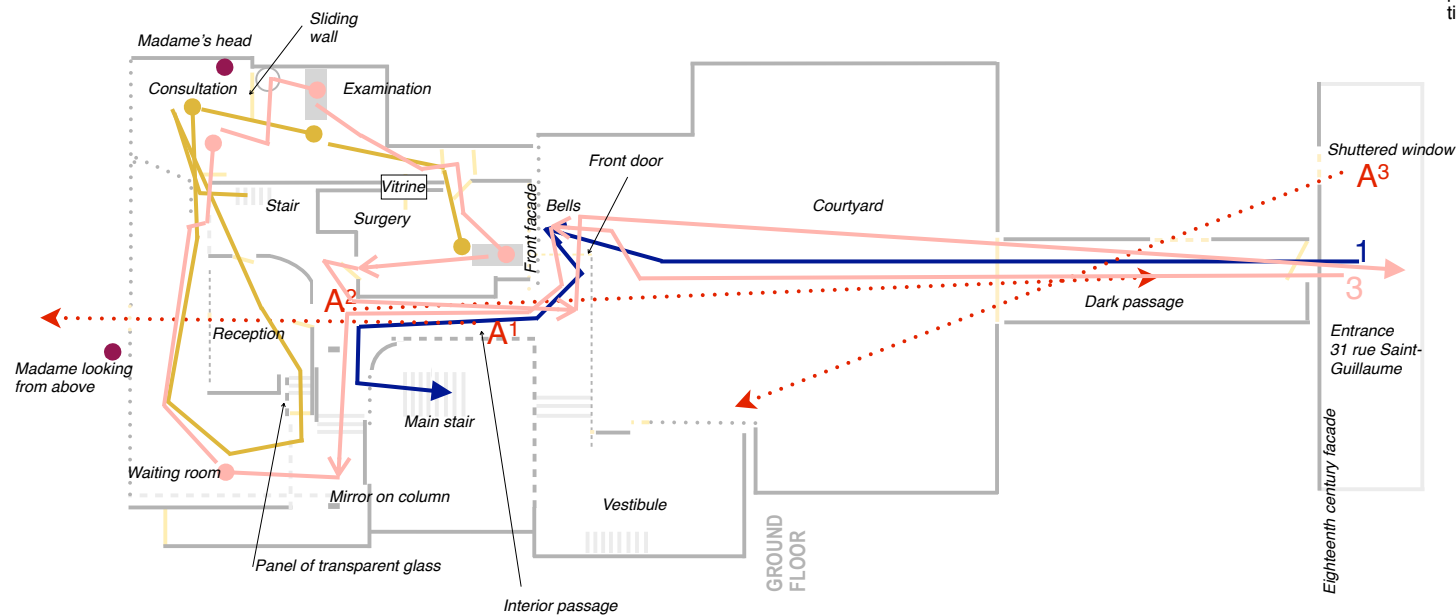 ti
Sliding
wall
Madame's head
Consultation
Examination
Front door
Shuttered window
A³
Vitrine
Stair
Surgery
Front facade
Bells
Courtyard
1
3
A²
Dark passage
A¹
Reception
Entrance
31 rue Saint-
Guillaume
Madame looking
from above
Main stair
Waiting room
Mirror on column
Vestibule
GROUND
FLOOR
Eighteenth century facade
Panel of transparent glass
Interior passage